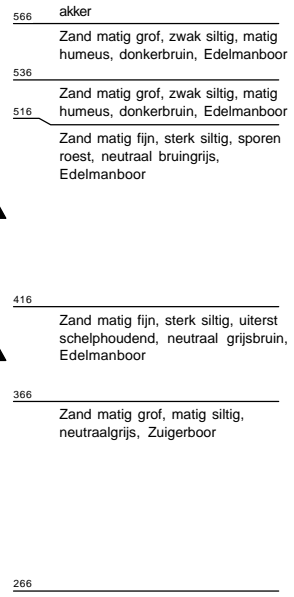 566 akker
Zand matig grof, zwak siltig, matig
humeus, donkerbruin, Edelmanboor
536
Zand matig grof, zwak siltig, matig
516 humeus, donkerbruin, Edelmanboor
Zand matig fijn, sterk siltig, sporen
roest, neutraal bruingrijs,
Edelmanboor
416
Zand matig fijn, sterk siltig, uiterst
schelphoudend, neutraal grijsbruin,
Edelmanboor
366
Zand matig grof, matig siltig,
neutraalgrijs, Zuigerboor
266